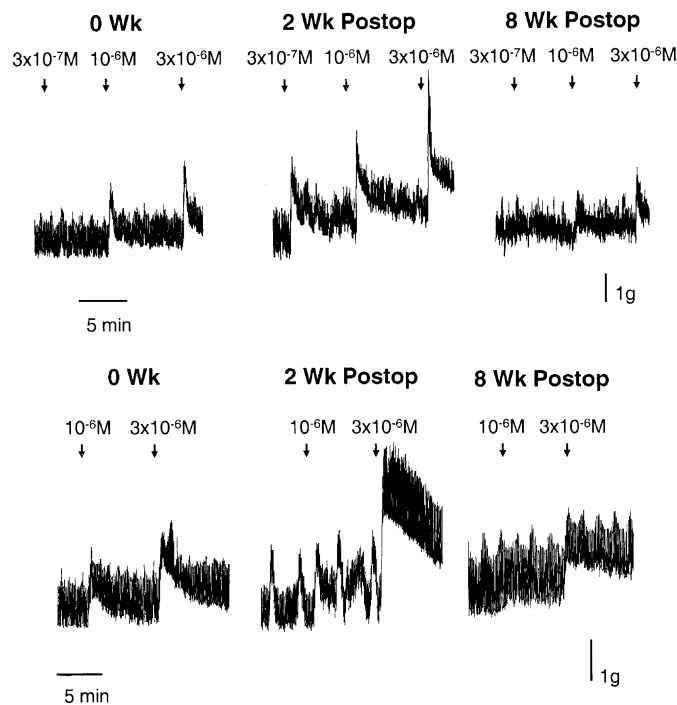 0 Wk 2 Wk Postop 8 Wk Postop
3x10-7M 10-6M 3x10-6M 3x10-7M 10-6M 3x10-6M 3x10-7M 10-6M 3x10-6M
1g
5 min
0 Wk 2 Wk Postop 8 Wk Postop
10-6M 3x10-6M 10-6M 3x10-6M 10-6M 3x10-6M
1g
5 min